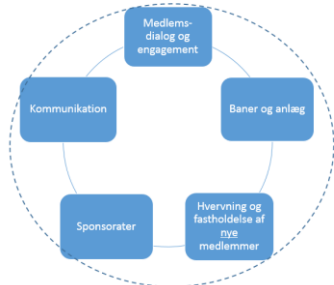 Medlems-
dialog og
engagement
Kommunikation
Baner og anlæg
Sponsorater
Hvervning og
fastholdelse af
nye
medlemmer